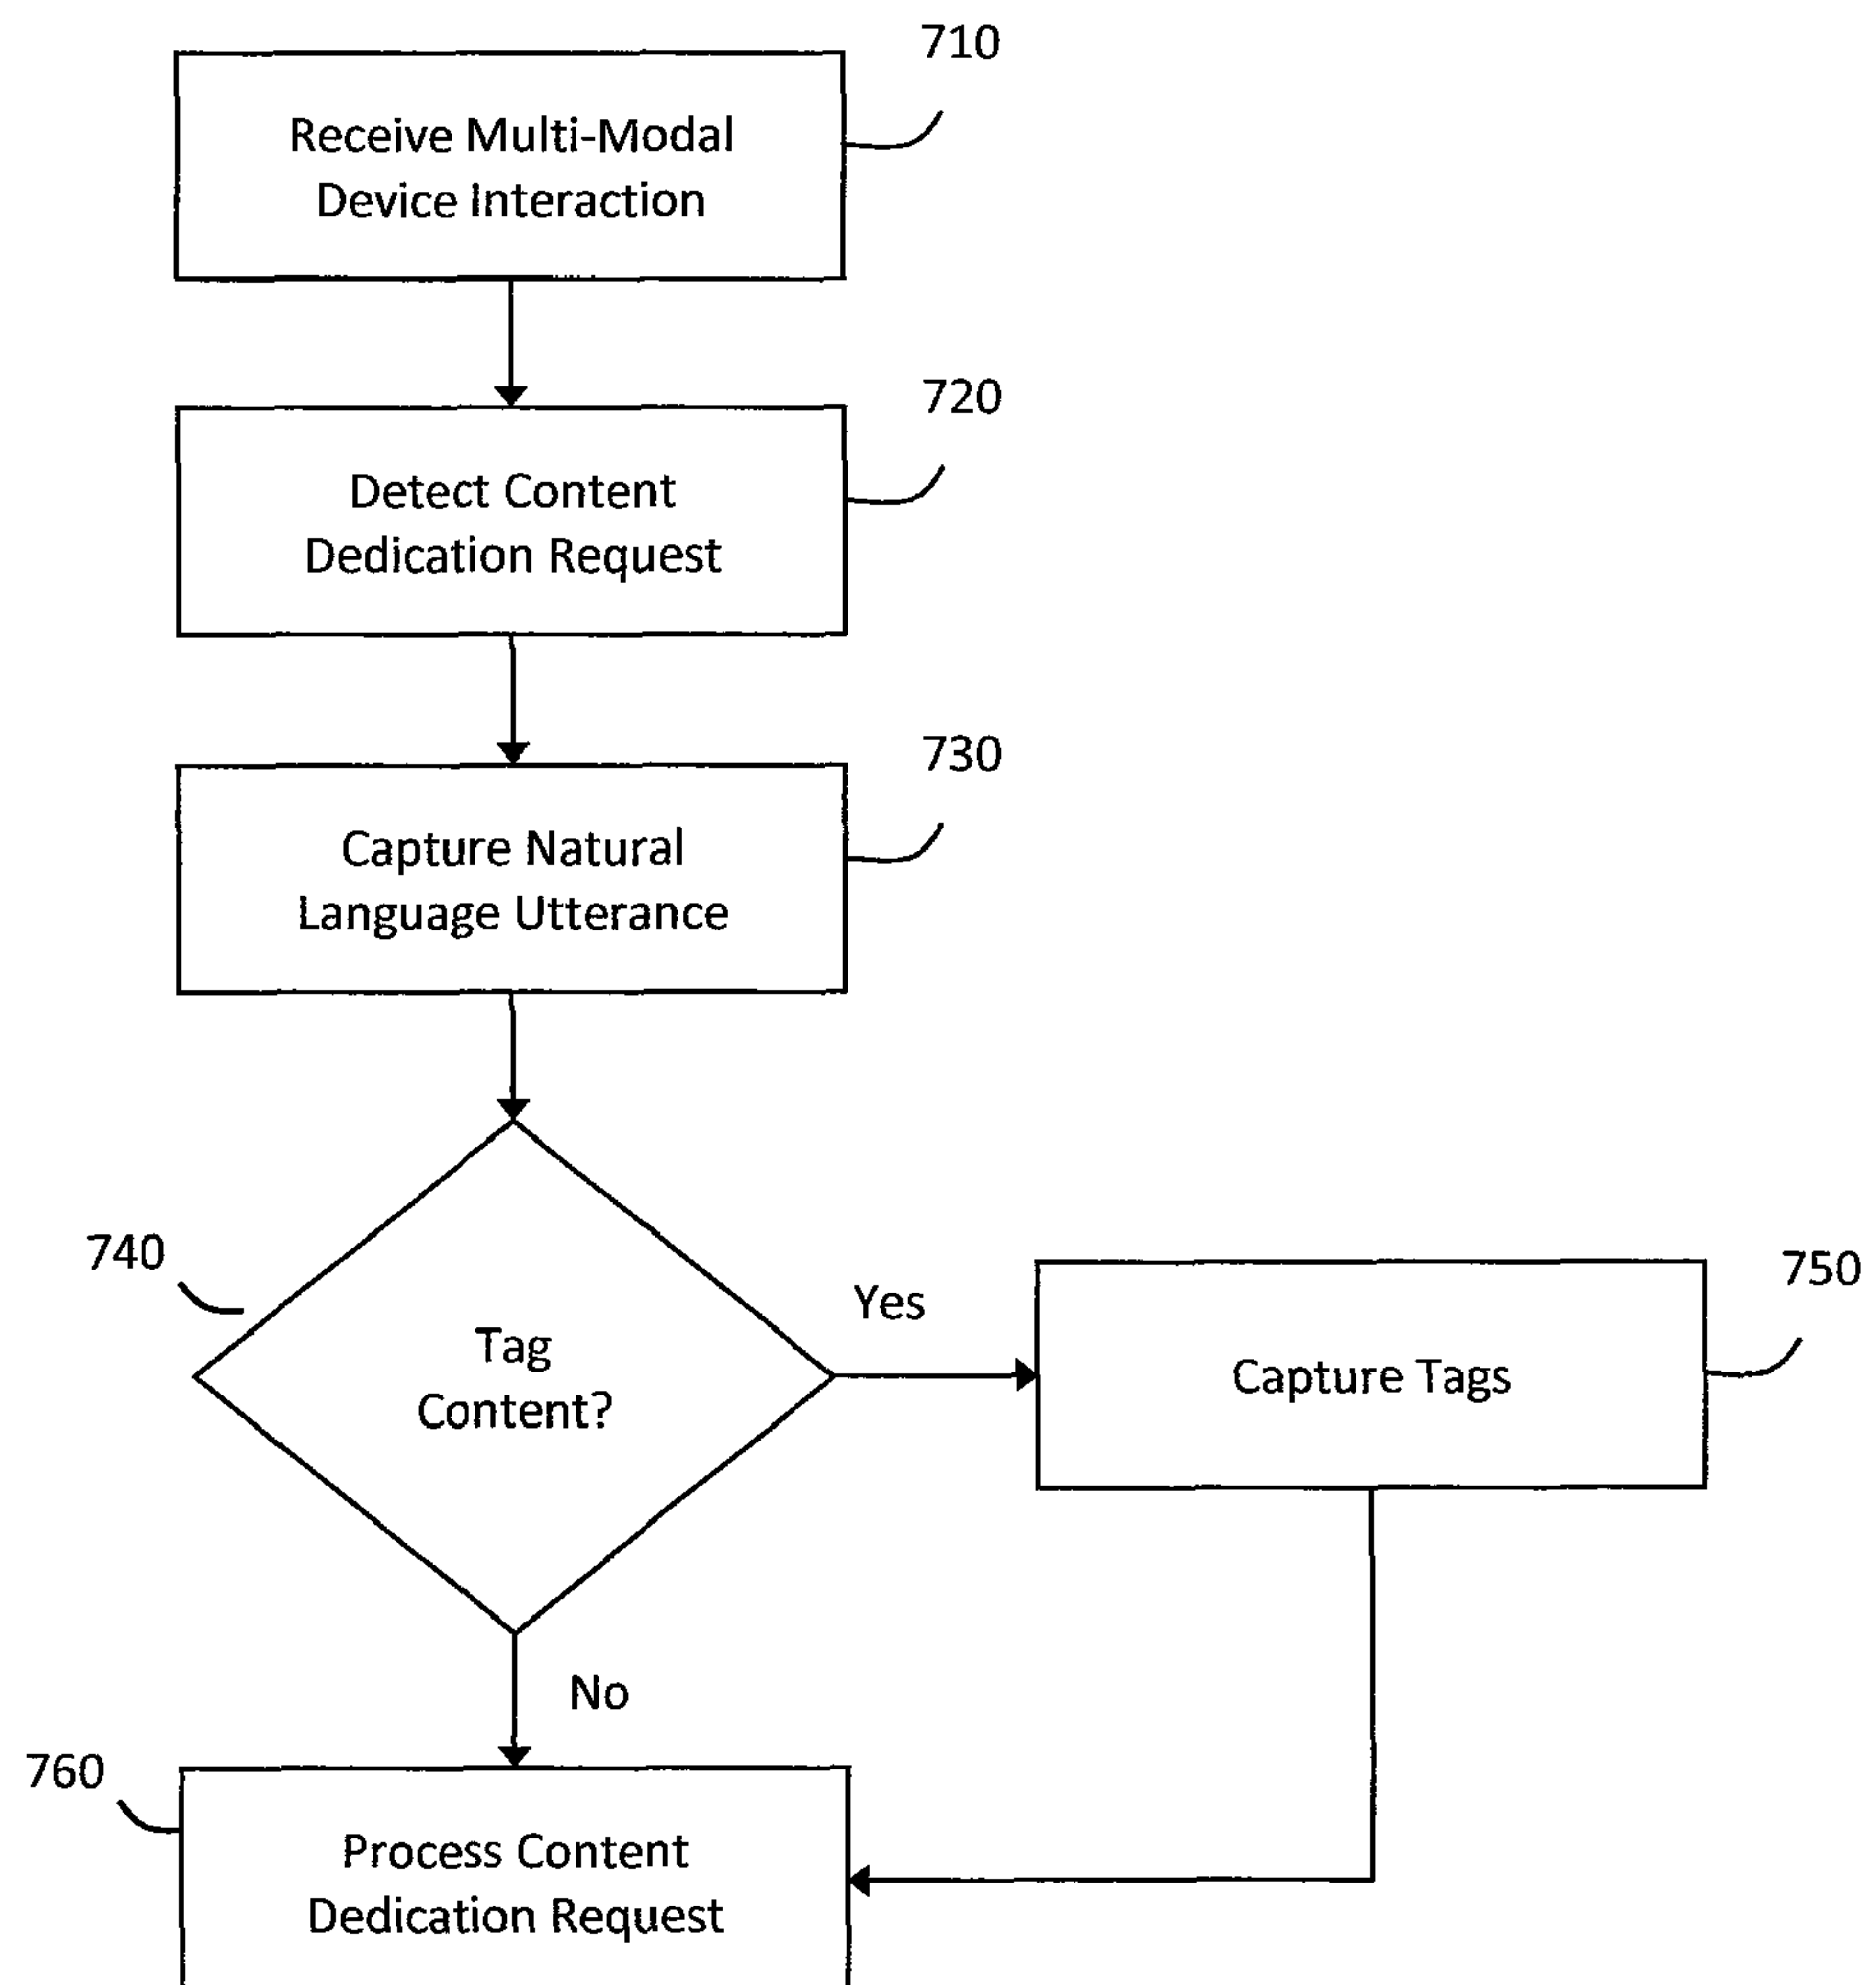 710
Receive Multi-Modal
Device Interaction
720
Detect Content
Dedication Request
730
Capture Natural
Language Utterance
740
Tag
Content?
Yes
750
Capture Tags
No
760
Process Content
Dedication Request